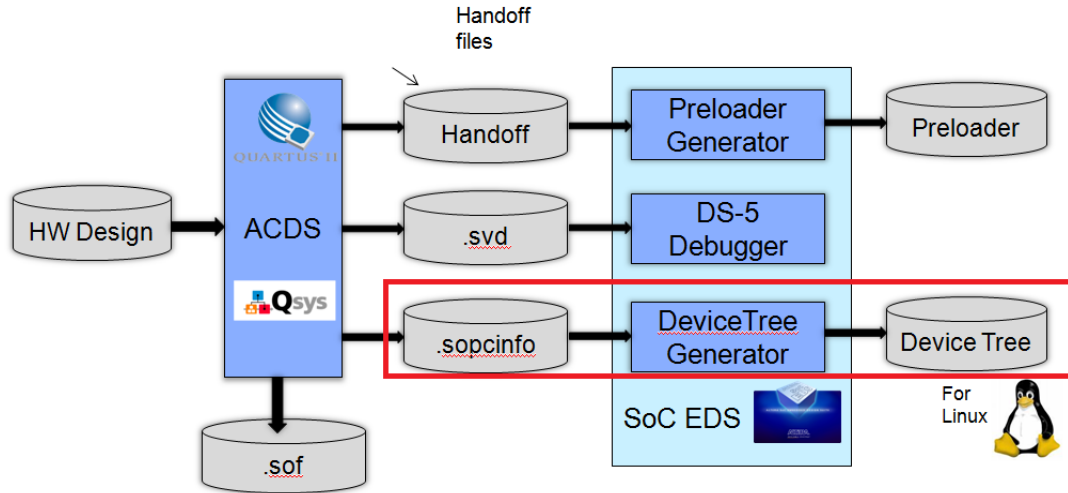 Handoff
files
QUARTUS II
Handoff
Preloader
Generator
Preloader
HW Design
ACDS
.svd
DS-5
Debugger
Qsys
.sopcinfo
DeviceTree
Generator
Device Tree
SoC EDS
For
Linux
.sof